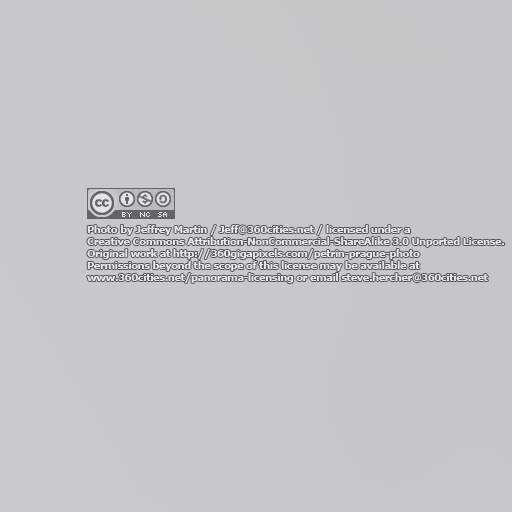 cc BY NC SA
Photo by Jeffrey Martin / Jeff@360cities.net / licensed under a
Creative Commons Attribution-NonCommercial-ShareAlike 3.0 Unported License.
Original work at http://360gigapixels.com/petrin-prague-photo
Permissions beyond the scope of this license may be available at
www.360cities.net/panorama-licensing or email steve.hercher@360cities.net